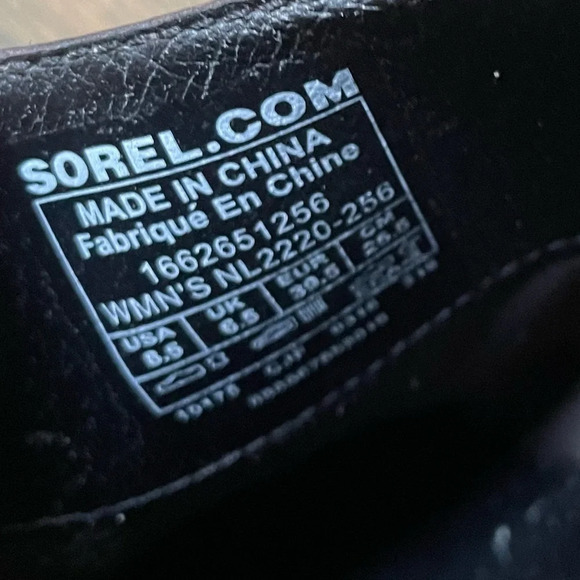 SOREL.COM
MADE IN CHINA
Fabriqué En Chine
1662651256
WMN'S NL2220-256
USA UK EUR CM
8.5 6.5 39.5 25.5
10175